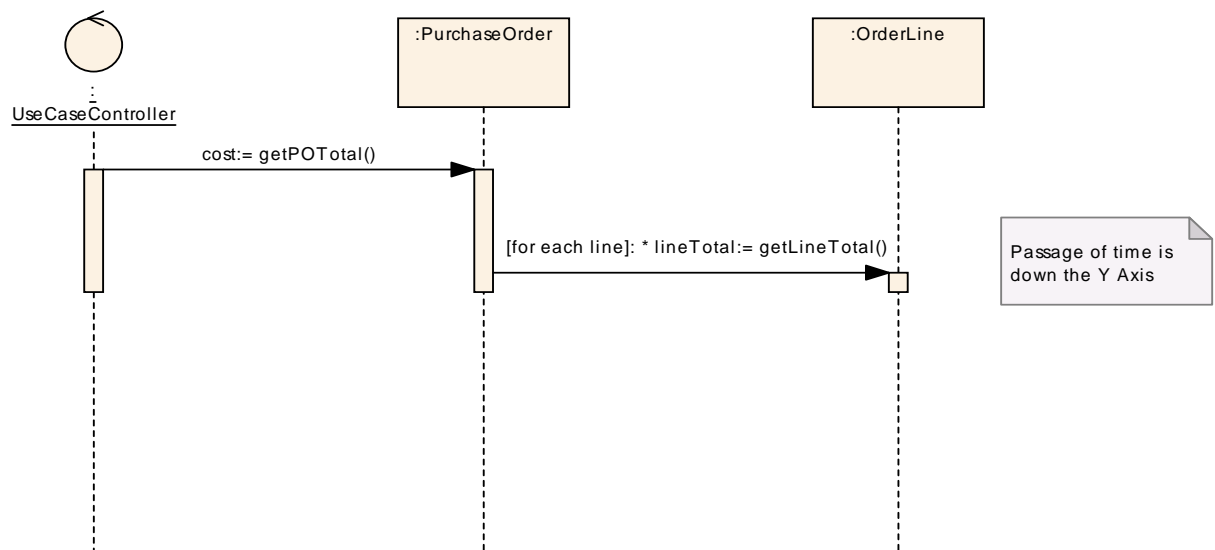 :PurchaseOrder
:OrderLine
UseCaseController
cost:= getPOTotal()
[for each line]: * lineTotal:= getLineTotal()
Passage of time is
down the Y Axis